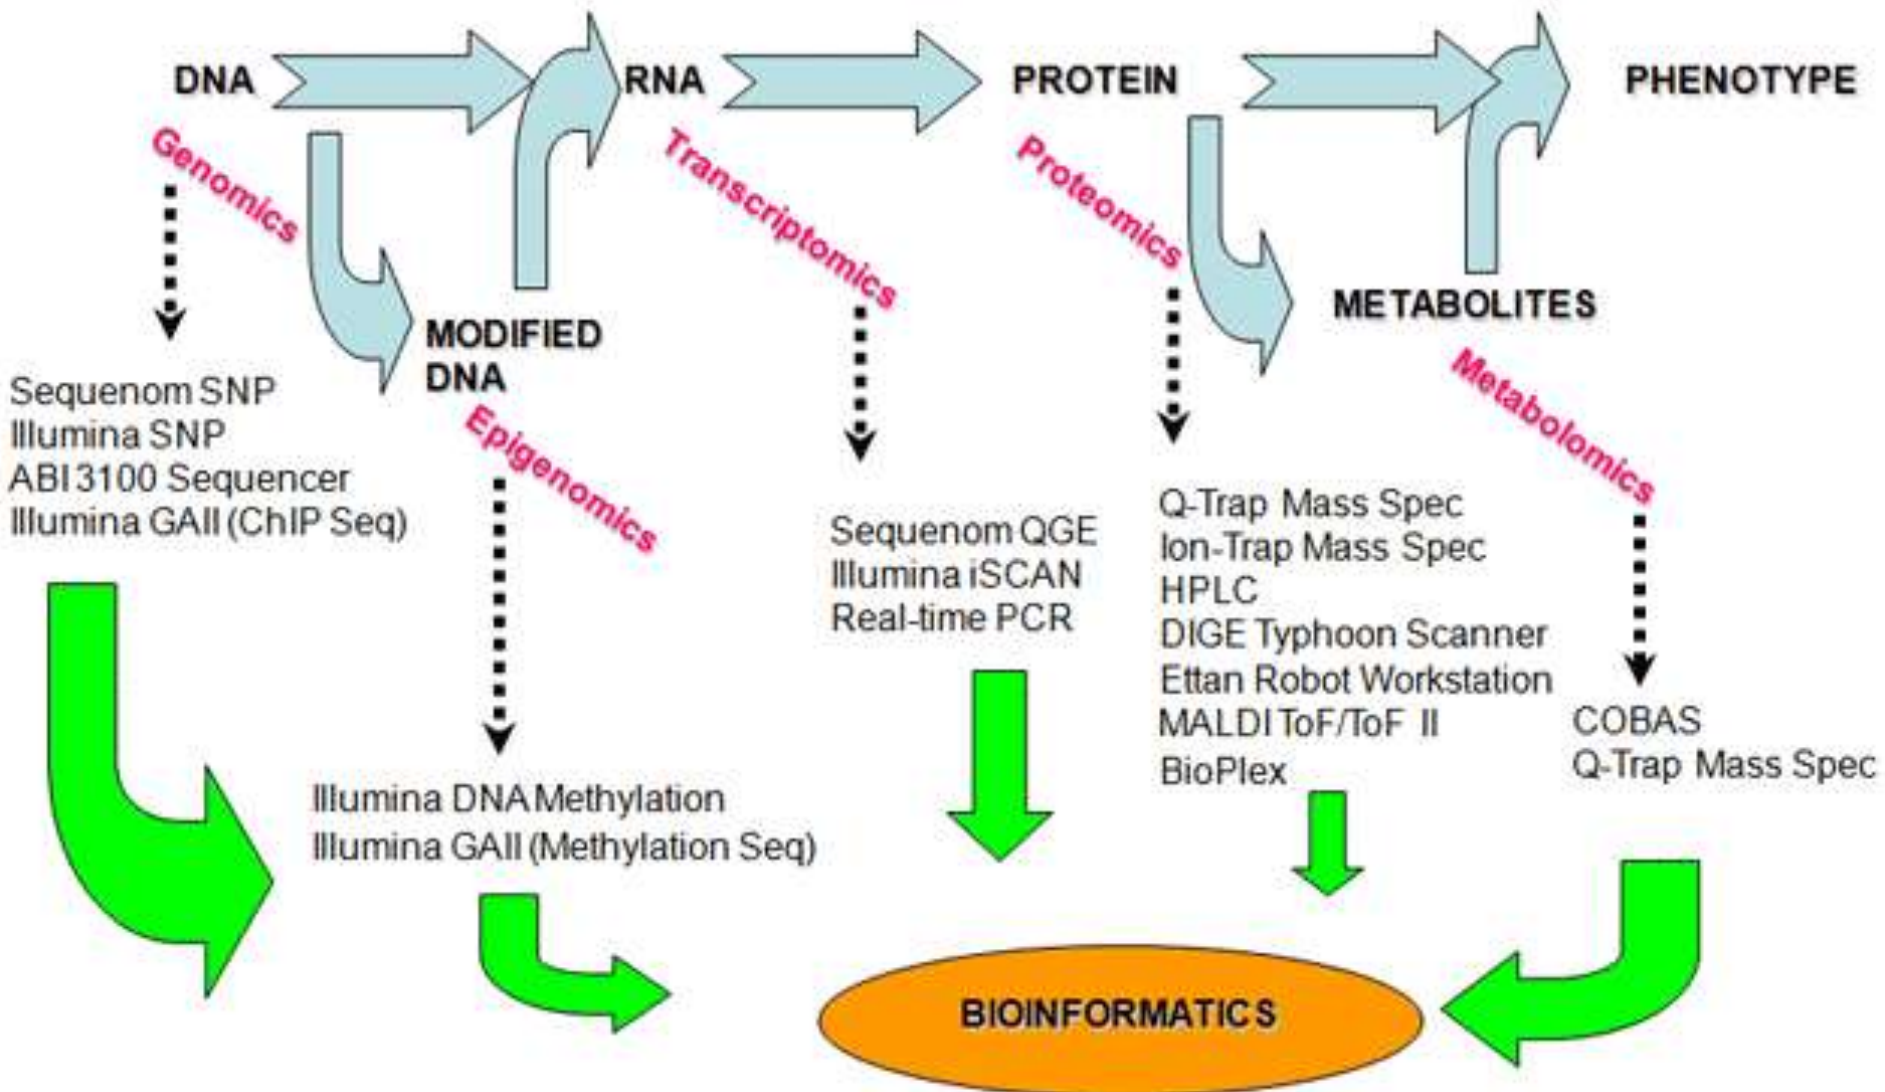 DNA
RNA
PROTEIN
PHENOTYPE
Genomics
Transcriptomics
Proteomics
MODIFIED
DNA
METABOLITES
Epigenomics
Metabolomics
Sequenom SNP
Illumina SNP
ABI 3100 Sequencer
Illumina GAII (ChIP Seq)
Illumina DNA Methylation
Illumina GAII (Methylation Seq)
Sequenom QGE
Illumina iSCAN
Real-time PCR
Q-Trap Mass Spec
Ion-Trap Mass Spec
HPLC
DIGE Typhoon Scanner
Ettan Robot Workstation
MALDI ToF/ToF II
BioPlex
COBAS
Q-Trap Mass Spec
BIOINFORMATICS